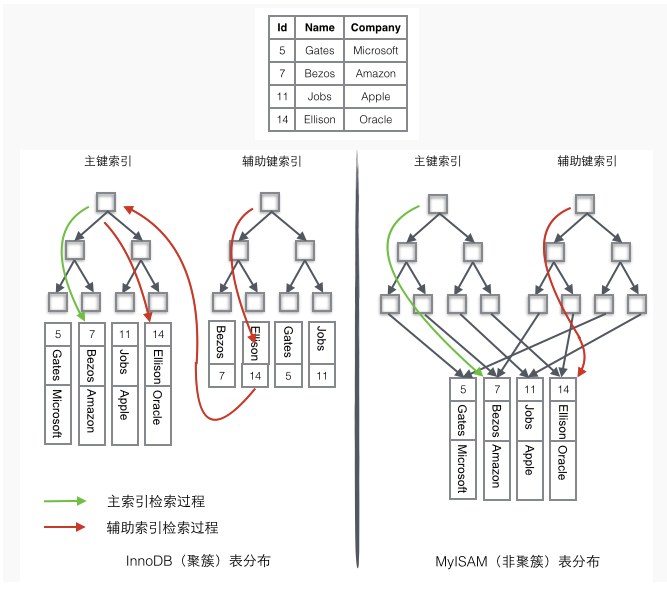 Id Name Company
5 Gates Microsoft
7 Bezos Amazon
11 Jobs Apple
14 Ellison Oracle
主键索引 辅助键索引
5 Gates Microsoft
7 Bezos Amazon
11 Jobs Apple
14 Ellison Oracle
Bezos 7
Ellison 14
Gates 5
Jobs 11
主索引检索过程
辅助索引检索过程
InnoDB（聚簇）表分布
主键索引 辅助键索引
5 Gates Microsoft
7 Bezos Amazon
11 Jobs Apple
14 Ellison Oracle
MyISAM（非聚簇）表分布